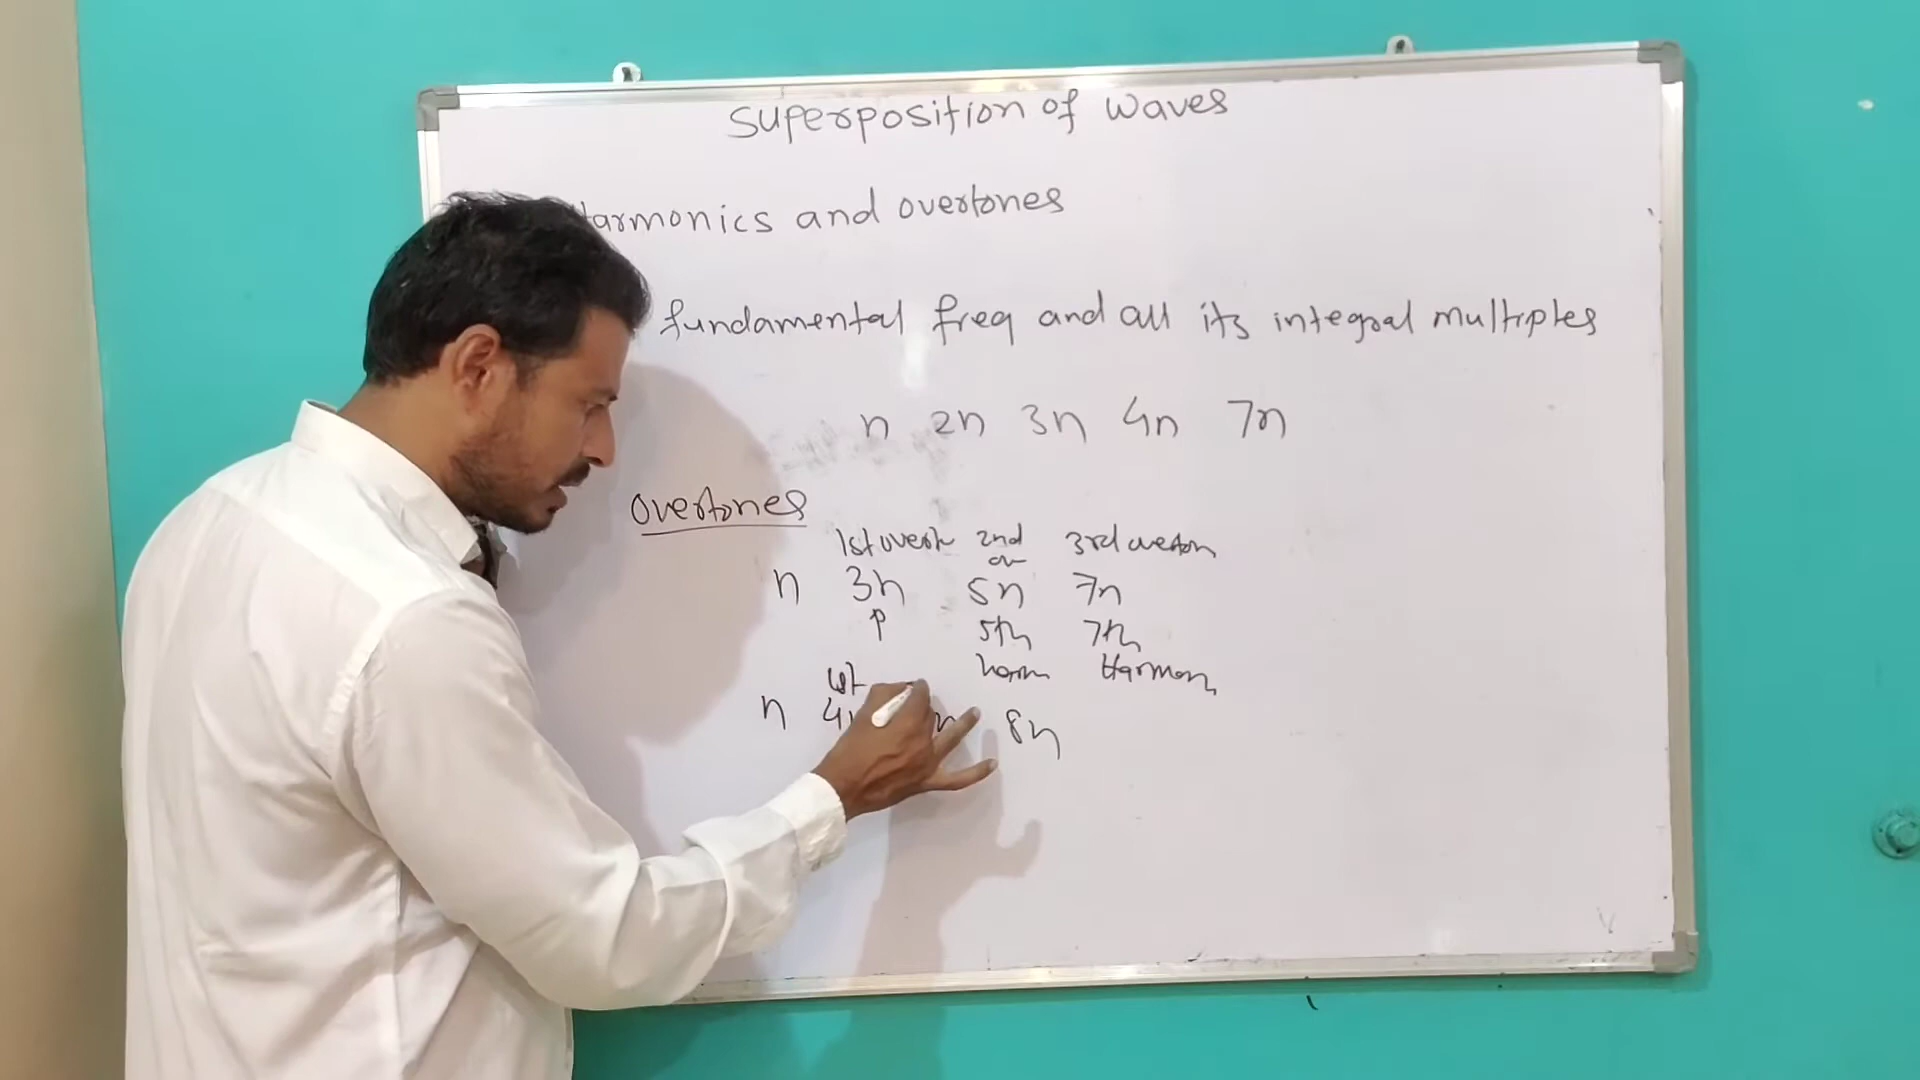 Superposition of waves
Harmonics and overtones
fundamental freq and all its integral multiples
n 2n 3n 4n 7n
Overtones
1st overt 2nd 3rd overton
n 3n 5n 7n
5th 7th
harm Harmon
1st
n 4n 8n